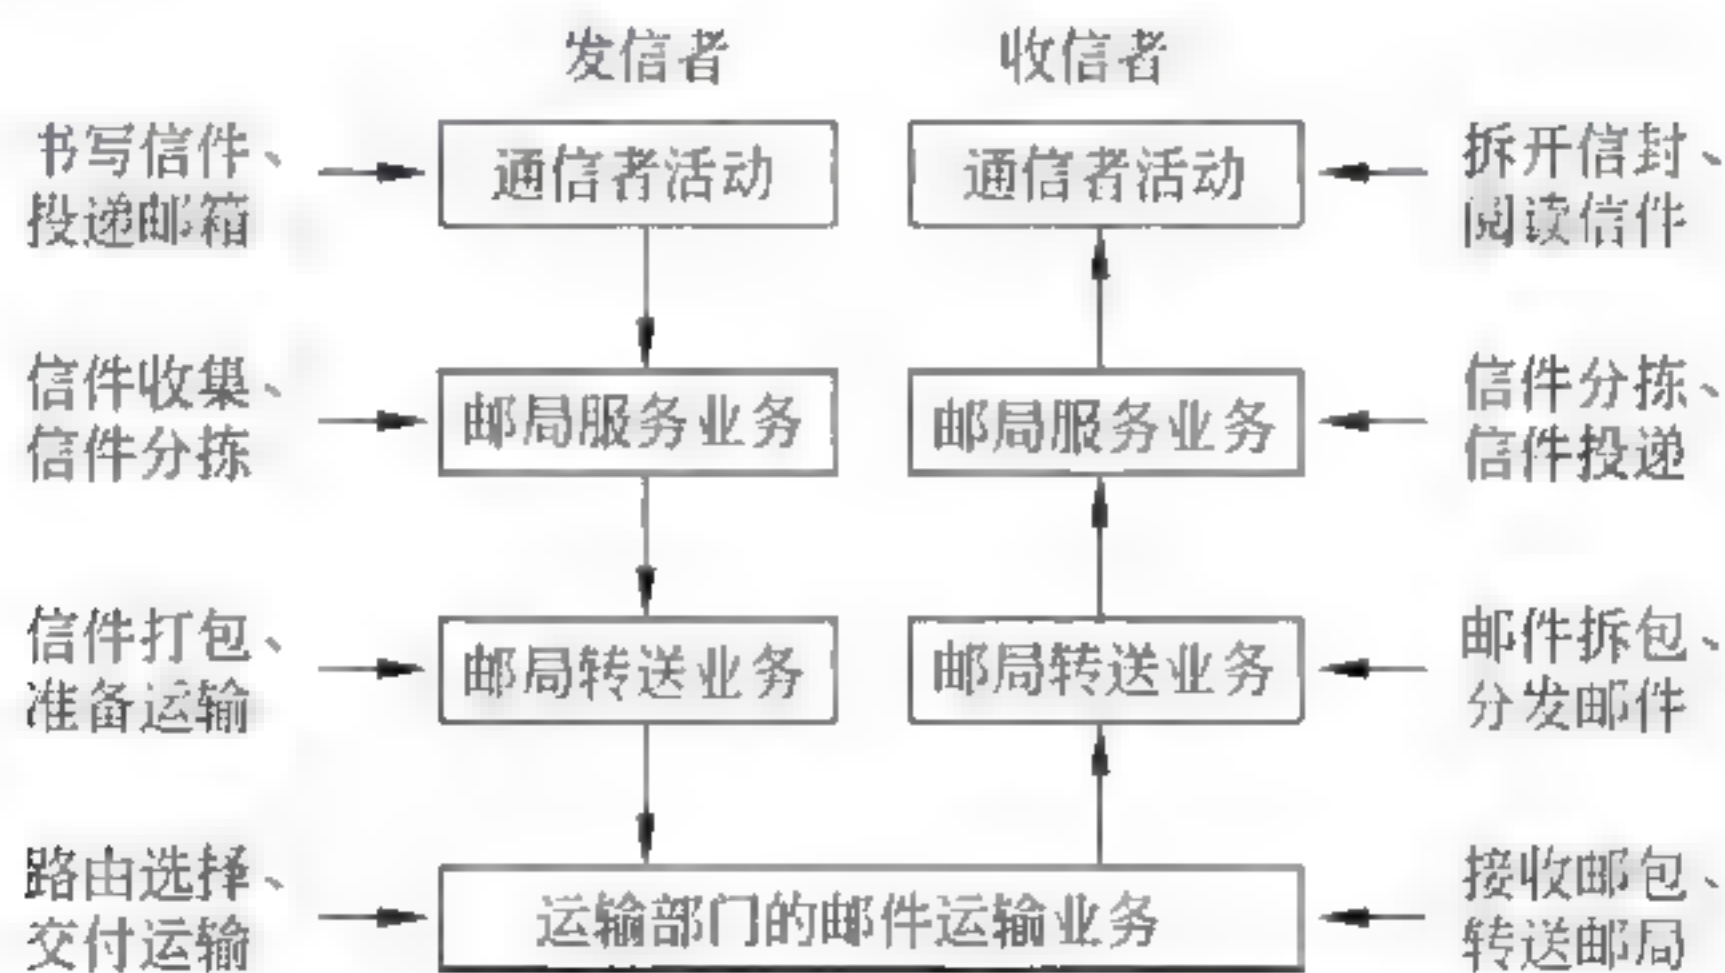 发信者
收信者
书写信件、
投递邮箱
通信者活动
通信者活动
拆开信封、
阅读信件
信件收集、
信件分拣
邮局服务业务
邮局服务业务
信件分拣、
信件投递
信件打包、
准备运输
邮局转送业务
邮局转送业务
邮件拆包、
分发邮件
路由选择、
交付运输
运输部门的邮件运输业务
接收邮包、
转送邮局